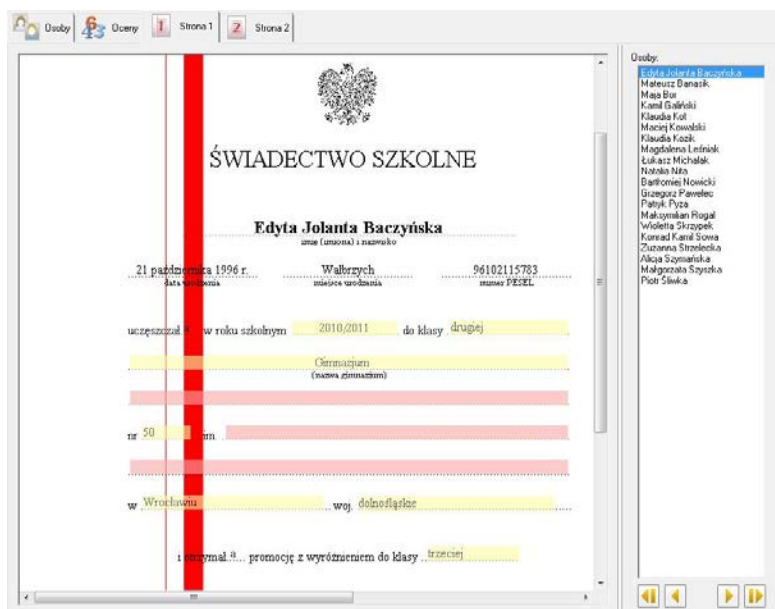 Osoby Oceny 1 Strona 1 2 Strona 2
ŚWIADECTWO SZKOLNE
Edyta Jolanta Baczyńska
imię (imiona) i nazwisko
21 października 1996 r. Wałbrzych 96102115783
data urodzenia miejsce urodzenia numer PESEL
uczęszczał a w roku szkolnym 2010/2011 do klasy drugiej
Gimnazjum
(nazwa gimnazjum)
nr 50 im.
w Wrocławiu woj. dolnośląskie
i otrzymał a promocję z wyróżnieniem do klasy trzeciej
Osoby:
Edyta Jolanta Baczyńska
Mateusz Banasik
Maja Bor
Kamil Galiński
Klaudia Kot
Maciej Kowalski
Klaudia Kozik
Magdalena Leśniak
Łukasz Michalak
Natalia Nita
Bartłomiej Nowicki
Grzegorz Pawelec
Patryk Pyza
Maksymilian Rogal
Wioletta Skrzypek
Konrad Kamil Sowa
Zuzanna Strzelecka
Alicja Szymańska
Małgorzata Szyszka
Piotr Śliwka